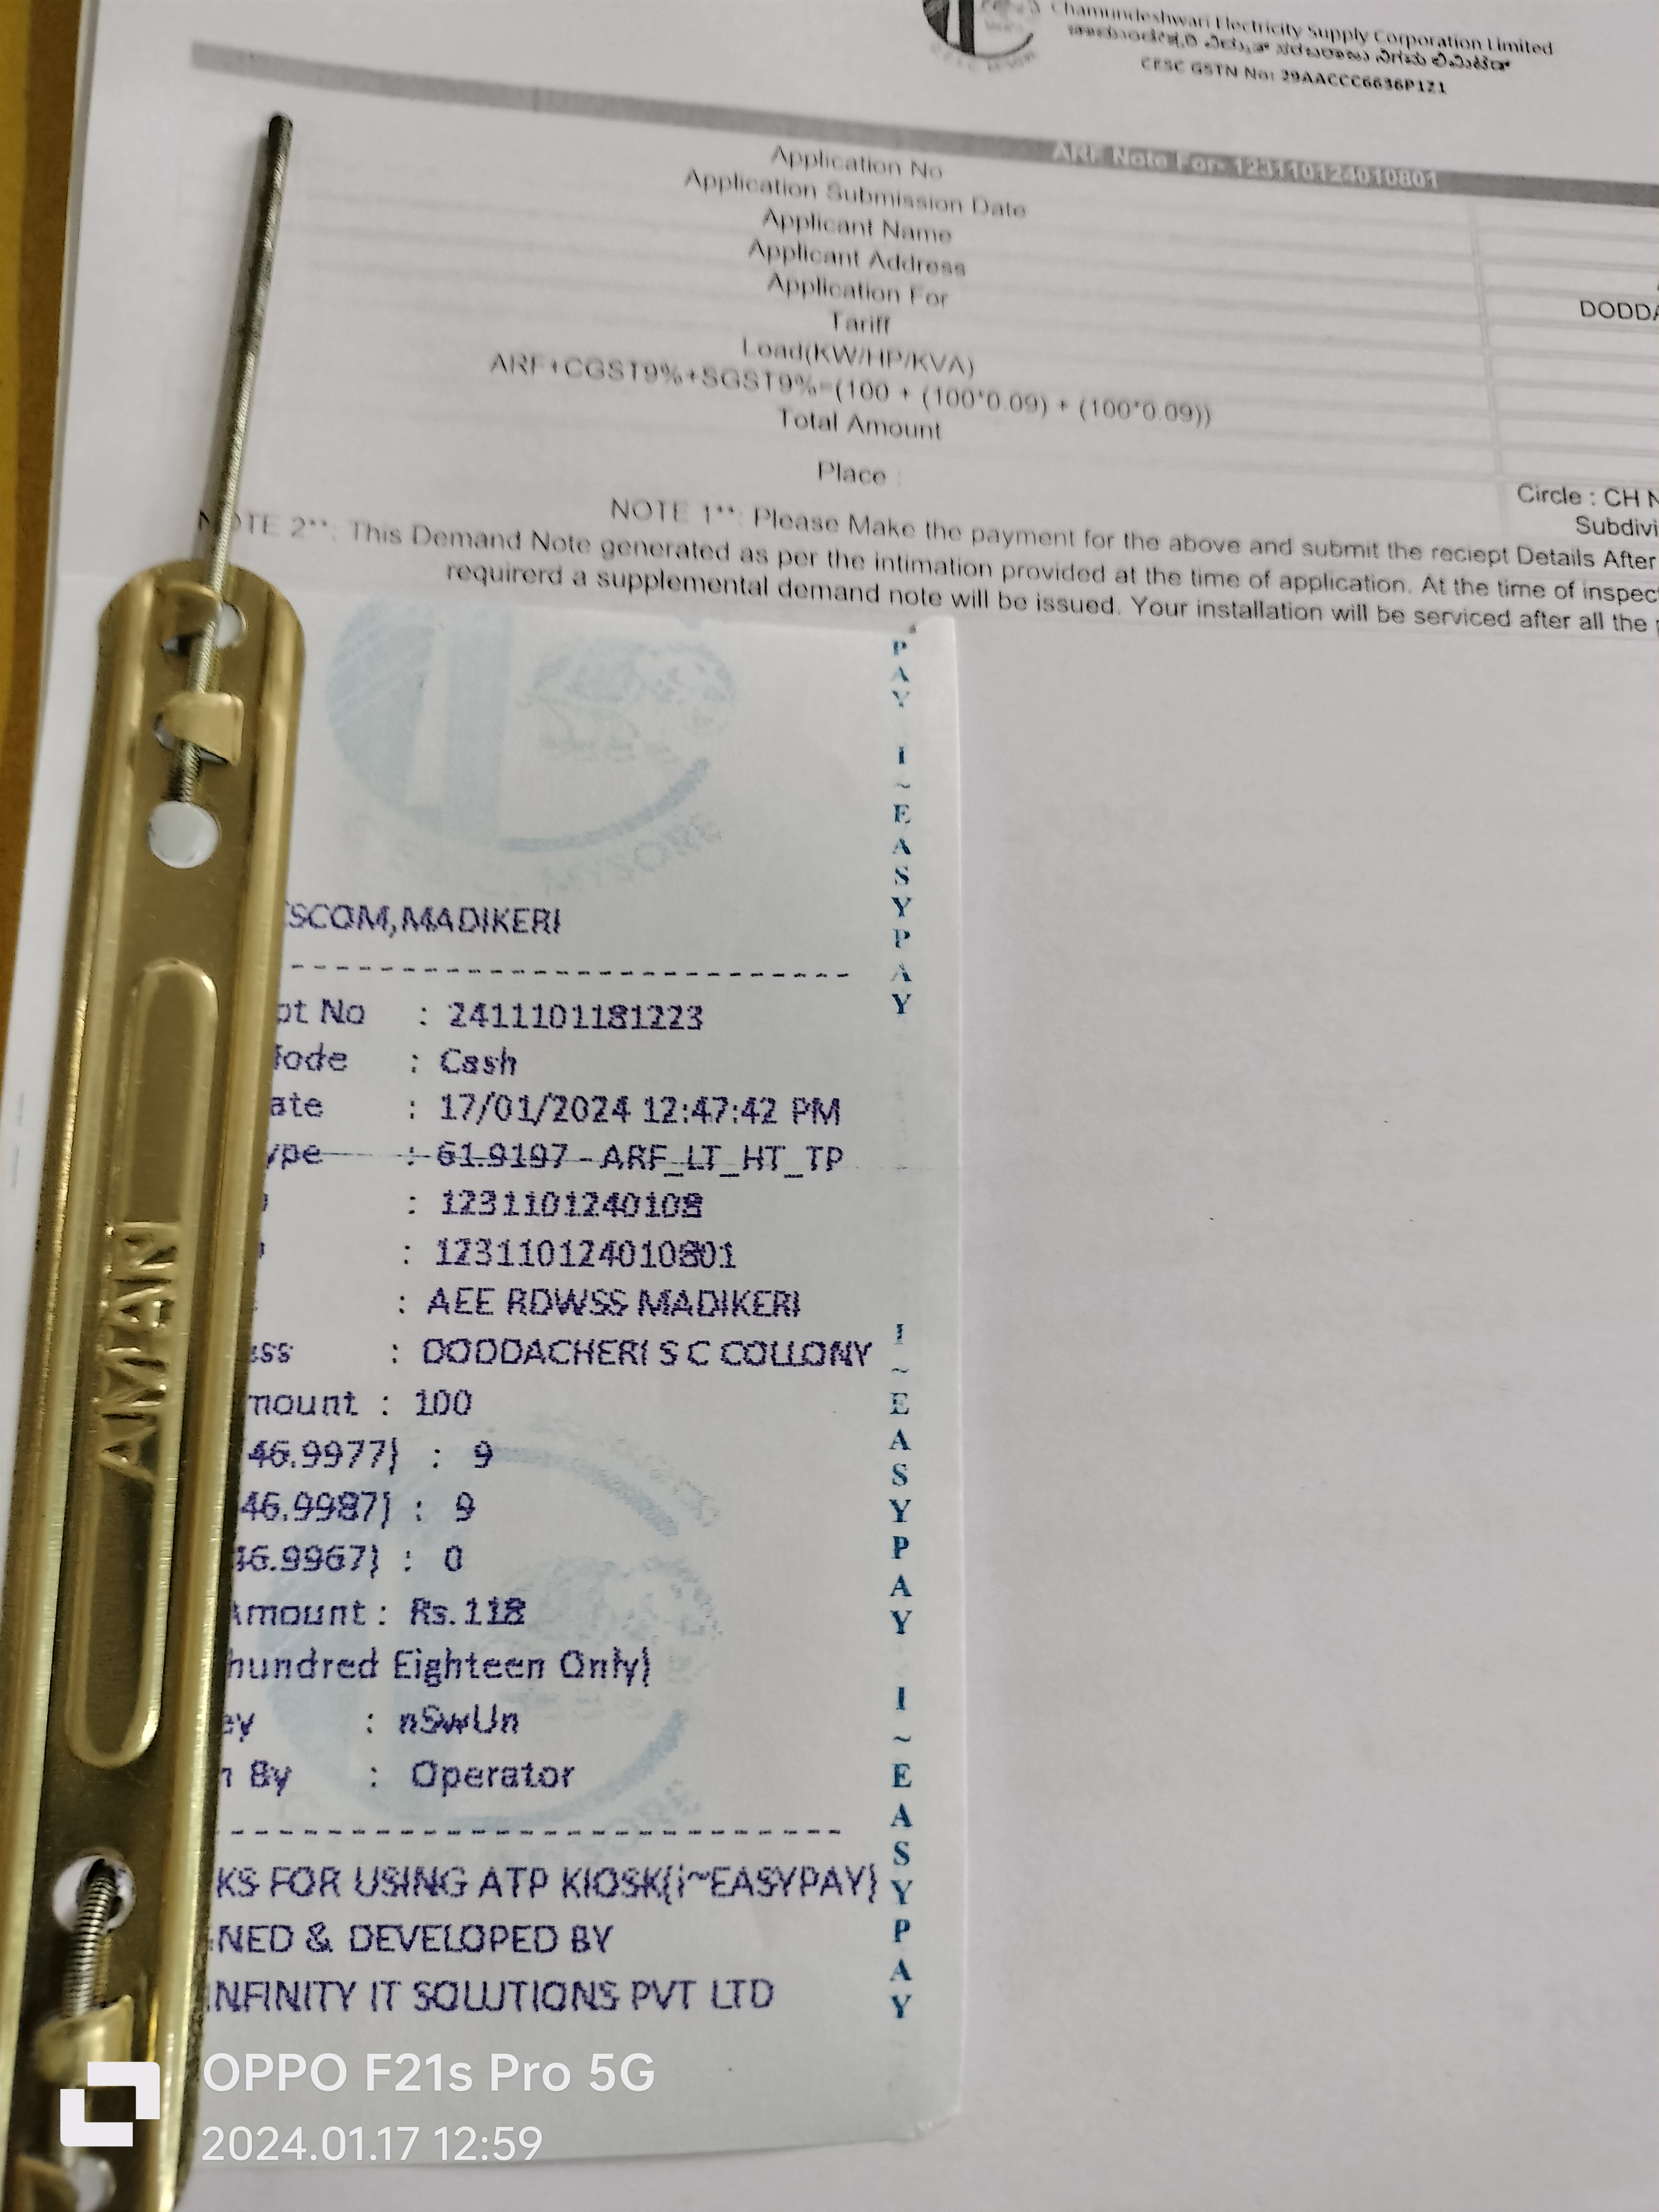 Chamundeshwari Electricity Supply Corporation Limited
ಚಾಮುಂಡೇಶ್ವರಿ ವಿದ್ಯುತ್ ಸರಬರಾಜು ನಿಗಮ ಲಿಮಿಟೆಡ್
CESC GSTN No: 29AACCC6636P1Z1
ARF Note For- 123110124010801
Application No
Application Submission Date
Applicant Name
Applicant Address
Application For
DODDA
Tariff
Load(KW/HP/KVA)
ARF+CGST9%+SGST9%=(100 + (100*0.09) + (100*0.09))
Total Amount
Place :
Circle : CH N
Subdivi
NOTE 1**: Please Make the payment for the above and submit the reciept Details After
NOTE 2**: This Demand Note generated as per the intimation provided at the time of application. At the time of inspec
requirerd a supplemental demand note will be issued. Your installation will be serviced after all the
PAY I~EASYPAY
SCOM,MADIKERI
pt No : 2411101181223
Mode : Cash
ate : 17/01/2024 12:47:42 PM
ype : 61.9197 - ARF_LT_HT_TP
: 1231101240108
: 123110124010801
: AEE RDWSS MADIKERI
ess : DODDACHERI S C COLLONY
mount : 100
46.9977) : 9
46.9987) : 9
46.9967) : 0
Amount : Rs.118
hundred Eighteen Only)
ey : nSwUn
n By : Operator
I~EASYPAY I~EASYPAY
KS FOR USING ATP KIOSK(i~EASYPAY)
NED & DEVELOPED BY
INFINITY IT SOLUTIONS PVT LTD
AMAN
OPPO F21s Pro 5G
2024.01.17 12:59